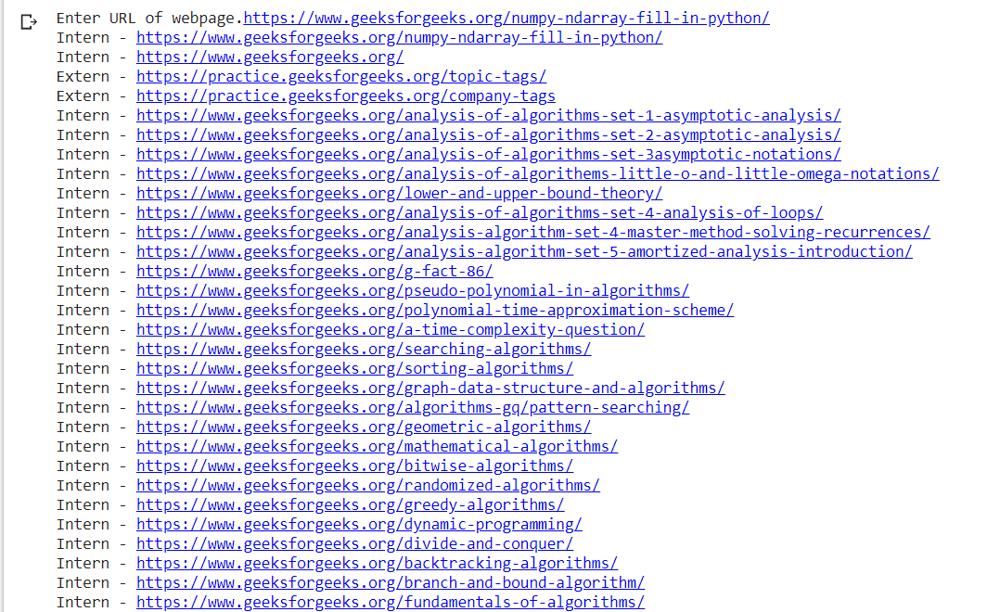 Enter URL of webpage.https://www.geeksforgeeks.org/numpy-ndarray-fill-in-python/
Intern - https://www.geeksforgeeks.org/numpy-ndarray-fill-in-python/
Intern - https://www.geeksforgeeks.org/
Extern - https://practice.geeksforgeeks.org/topic-tags/
Extern - https://practice.geeksforgeeks.org/company-tags
Intern - https://www.geeksforgeeks.org/analysis-of-algorithms-set-1-asymptotic-analysis/
Intern - https://www.geeksforgeeks.org/analysis-of-algorithms-set-2-asymptotic-analysis/
Intern - https://www.geeksforgeeks.org/analysis-of-algorithms-set-3asymptotic-notations/
Intern - https://www.geeksforgeeks.org/analysis-of-algorithems-little-o-and-little-omega-notations/
Intern - https://www.geeksforgeeks.org/lower-and-upper-bound-theory/
Intern - https://www.geeksforgeeks.org/analysis-of-algorithms-set-4-analysis-of-loops/
Intern - https://www.geeksforgeeks.org/analysis-algorithm-set-4-master-method-solving-recurrences/
Intern - https://www.geeksforgeeks.org/analysis-algorithm-set-5-amortized-analysis-introduction/
Intern - https://www.geeksforgeeks.org/g-fact-86/
Intern - https://www.geeksforgeeks.org/pseudo-polynomial-in-algorithms/
Intern - https://www.geeksforgeeks.org/polynomial-time-approximation-scheme/
Intern - https://www.geeksforgeeks.org/a-time-complexity-question/
Intern - https://www.geeksforgeeks.org/searching-algorithms/
Intern - https://www.geeksforgeeks.org/sorting-algorithms/
Intern - https://www.geeksforgeeks.org/graph-data-structure-and-algorithms/
Intern - https://www.geeksforgeeks.org/algorithms-gq/pattern-searching/
Intern - https://www.geeksforgeeks.org/geometric-algorithms/
Intern - https://www.geeksforgeeks.org/mathematical-algorithms/
Intern - https://www.geeksforgeeks.org/bitwise-algorithms/
Intern - https://www.geeksforgeeks.org/randomized-algorithms/
Intern - https://www.geeksforgeeks.org/greedy-algorithms/
Intern - https://www.geeksforgeeks.org/dynamic-programming/
Intern - https://www.geeksforgeeks.org/divide-and-conquer/
Intern - https://www.geeksforgeeks.org/backtracking-algorithms/
Intern - https://www.geeksforgeeks.org/branch-and-bound-algorithm/
Intern - https://www.geeksforgeeks.org/fundamentals-of-algorithms/